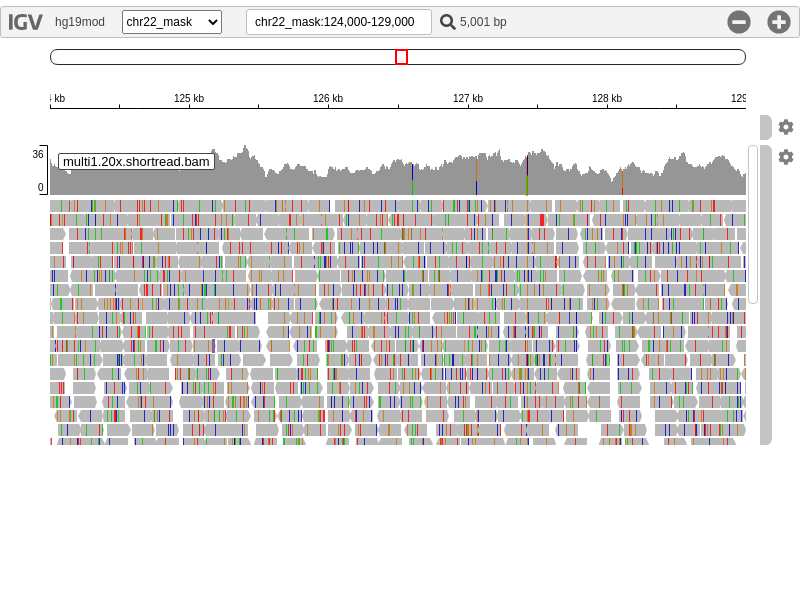 IGV hg19mod chr22_mask chr22_mask:124,000-129,000 5,001 bp
kb 125 kb 126 kb 127 kb 128 kb 129
36
multi1.20x.shortread.bam
0